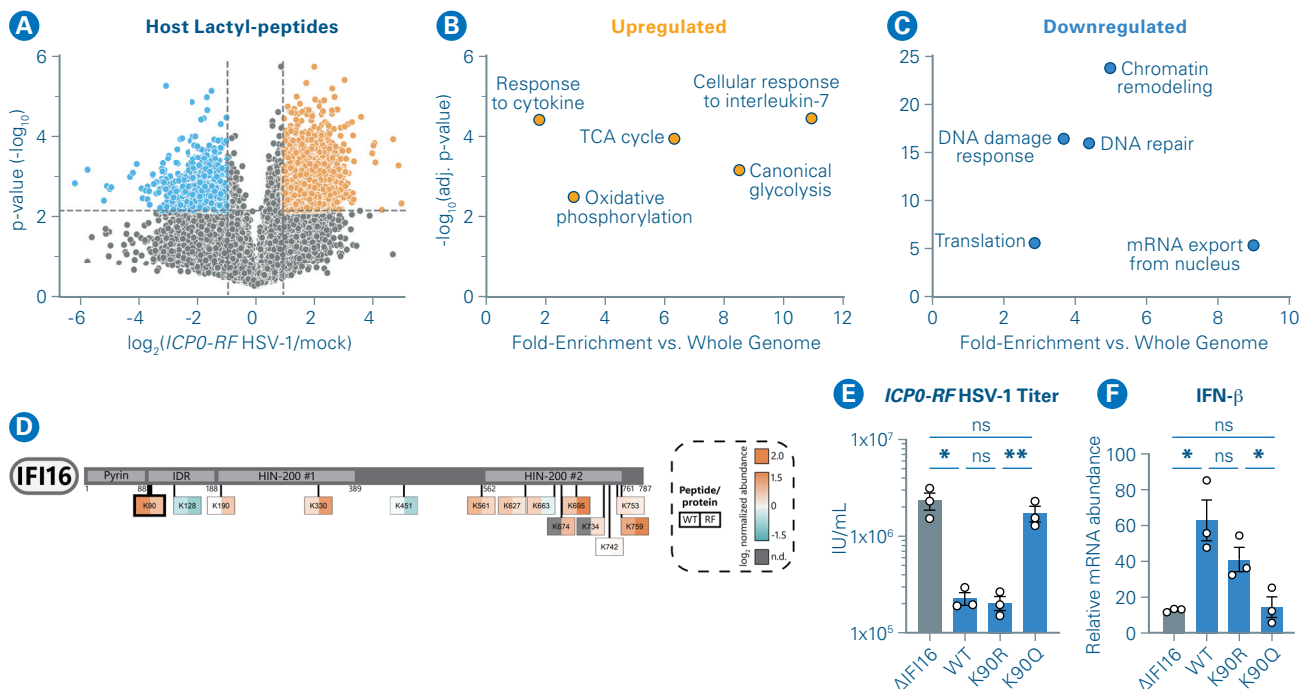 A
Host Lactyl-peptides
p-value (-log10)
6
4
2
0
-6
-4
-2
0
2
4
log2(ICP0-RF HSV-1/mock)
B
Upregulated
-log10(adj. p-value)
6
4
2
0
Response
to cytokine
Cellular response
to interleukin-7
TCA cycle
Canonical
glycolysis
Oxidative
phosphorylation
0
2
4
6
8
10
12
Fold-Enrichment vs. Whole Genome
C
Downregulated
25
20
15
10
5
0
Chromatin
remodeling
DNA damage
response
DNA repair
Translation
mRNA export
from nucleus
0
2
4
6
8
10
Fold-Enrichment vs. Whole Genome
D
IFI16
Pyrin
IDR
HIN-200 #1
HIN-200 #2
1
88
188
389
562
761
787
K90
K128
K190
K330
K451
K561
K627
K663
K695
K753
K674
K734
K759
K742
Peptide/
protein
WT
RF
log2 normalized abundance
2.0
1.5
0
-1.5
n.d.
E
ICP0-RF HSV-1 Titer
IU/mL
1x10⁷
1x10⁶
1x10⁵
ns
*
ns
**
ΔIFI16
WT
K90R
K90Q
F
IFN-β
Relative mRNA abundance
100
80
60
40
20
0
ns
*
ns
*
ΔIFI16
WT
K90R
K90Q